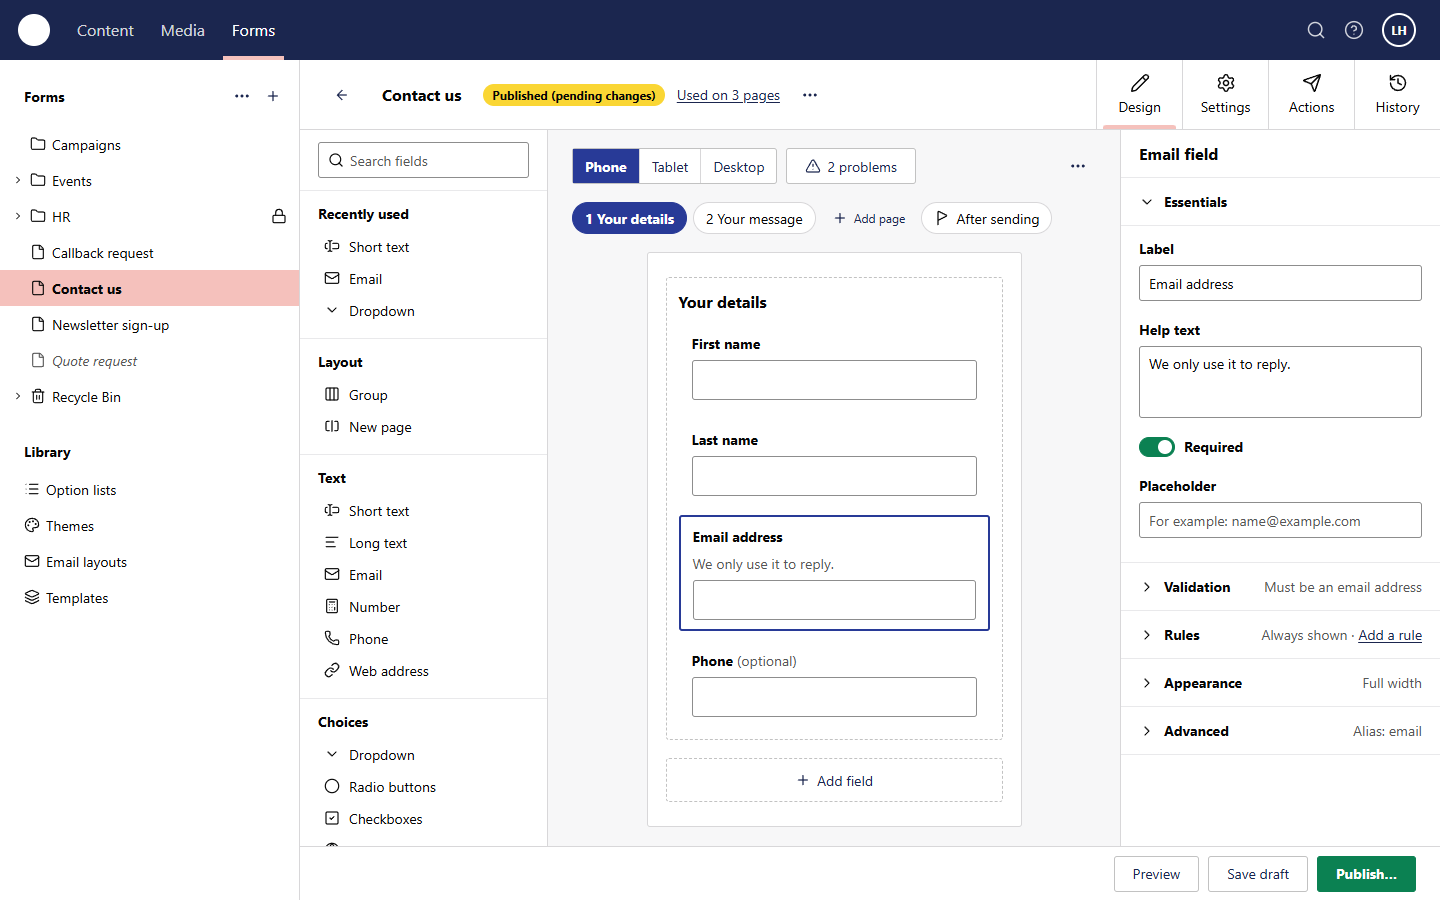 Content
Media
Forms
LH
Forms
Campaigns
Events
HR
Callback request
Contact us
Newsletter sign-up
Quote request
Recycle Bin
Library
Option lists
Themes
Email layouts
Templates
Contact us
Published (pending changes)
Used on 3 pages
Design
Settings
Actions
History
Search fields
Recently used
Short text
Email
Dropdown
Layout
Group
New page
Text
Short text
Long text
Email
Number
Phone
Web address
Choices
Dropdown
Radio buttons
Checkboxes
Phone
Tablet
Desktop
2 problems
1 Your details
2 Your message
Add page
After sending
Your details
First name
Last name
Email address
We only use it to reply.
Phone (optional)
Add field
Email field
Essentials
Label
Email address
Help text
We only use it to reply.
Required
Placeholder
For example: name@example.com
Validation
Must be an email address
Rules
Always shown · Add a rule
Appearance
Full width
Advanced
Alias: email
Preview
Save draft
Publish...